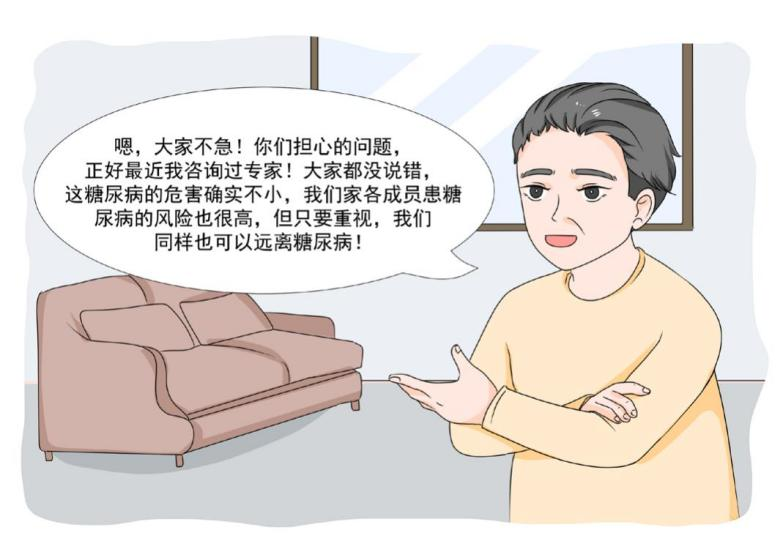 嗯，大家不急！你们担心的问题，
正好最近我咨询过专家！大家都没说错，
这糖尿病的危害确实不小，我们家各成员患糖
尿病的风险也很高，但只要重视，我们
同样也可以远离糖尿病！